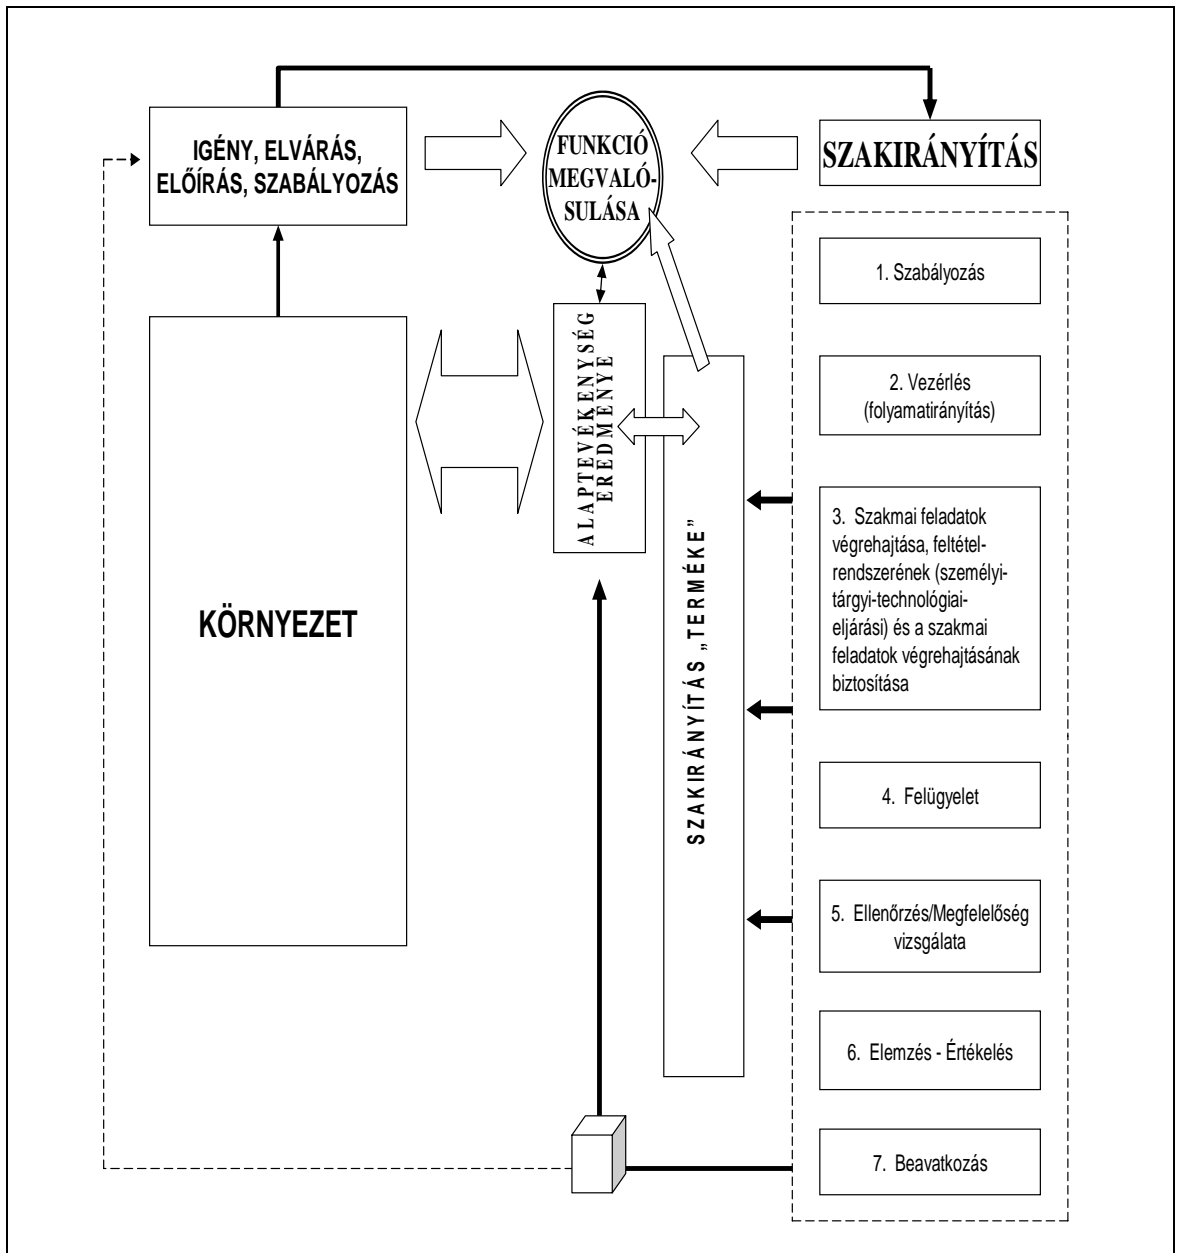 IGÉNY, ELVÁRÁS,
ELŐÍRÁS, SZABÁLYOZÁS
FUNKCIÓ
MEGVALÓ-
SULÁSA
SZAKIRÁNYÍTÁS
KÖRNYEZET
ALAPTEVÉKENYSÉG
EREDMÉNYE
SZAKIRÁNYÍTÁS „TERMÉKE”
1. Szabályozás
2. Vezérlés
(folyamatirányítás)
3. Szakmai feladatok
végrehajtása, feltétel-
rendszerének (személyi-
tárgyi-technológiai-
eljárási) és a szakmai
feladatok végrehajtásának
biztosítása
4. Felügyelet
5. Ellenőrzés/Megfelelőség
vizsgálata
6. Elemzés - Értékelés
7. Beavatkozás